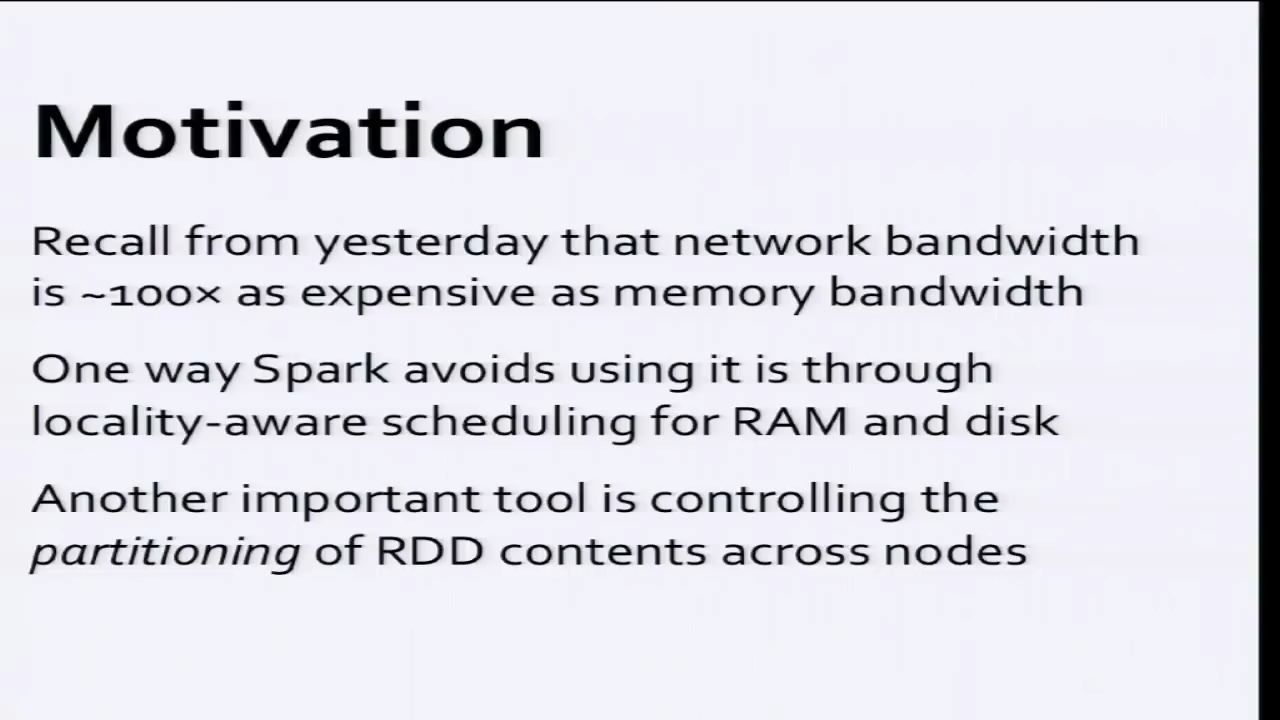 Motivation
Recall from yesterday that network bandwidth
is ~100× as expensive as memory bandwidth
One way Spark avoids using it is through
locality-aware scheduling for RAM and disk
Another important tool is controlling the
partitioning of RDD contents across nodes